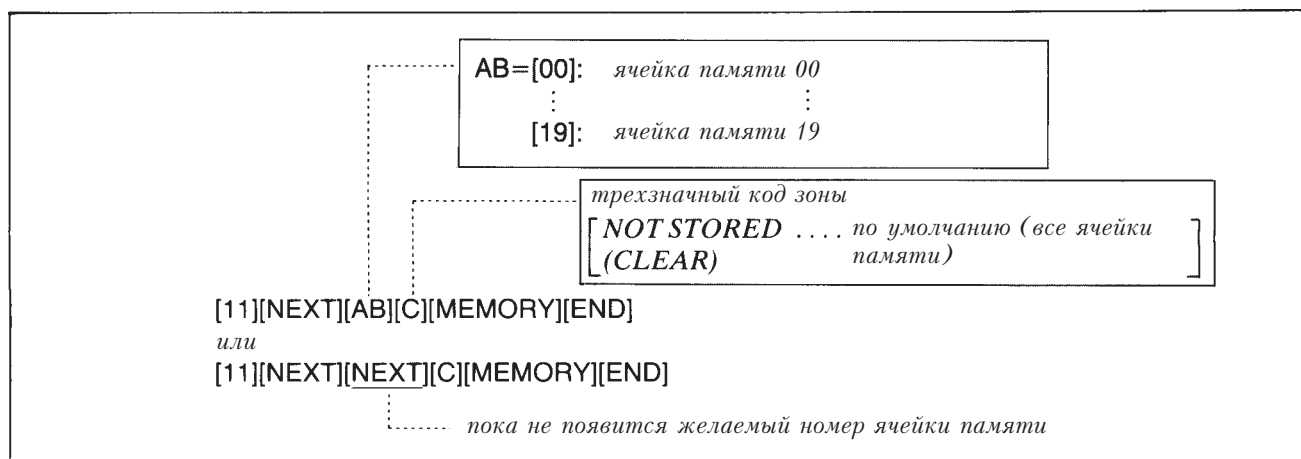 AB=[00]: ячейка памяти 00
⋮ ⋮
[19]: ячейка памяти 19
трехзначный код зоны
NOT STORED .... по умолчанию (все ячейки
(CLEAR) памяти)
[11][NEXT][AB][C][MEMORY][END]
или
[11][NEXT][NEXT][C][MEMORY][END]
пока не появится желаемый номер ячейки памяти